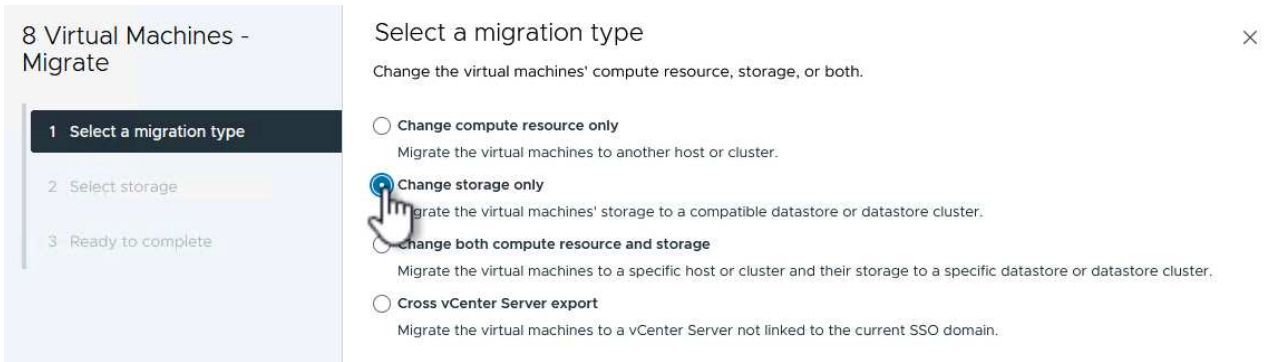 8 Virtual Machines -
Migrate
1 Select a migration type
2 Select storage
3 Ready to complete
Select a migration type
Change the virtual machines' compute resource, storage, or both.
Change compute resource only
Migrate the virtual machines to another host or cluster.
Change storage only
grate the virtual machines' storage to a compatible datastore or datastore cluster.
Change both compute resource and storage
Migrate the virtual machines to a specific host or cluster and their storage to a specific datastore or datastore cluster.
Cross vCenter Server export
Migrate the virtual machines to a vCenter Server not linked to the current SSO domain.